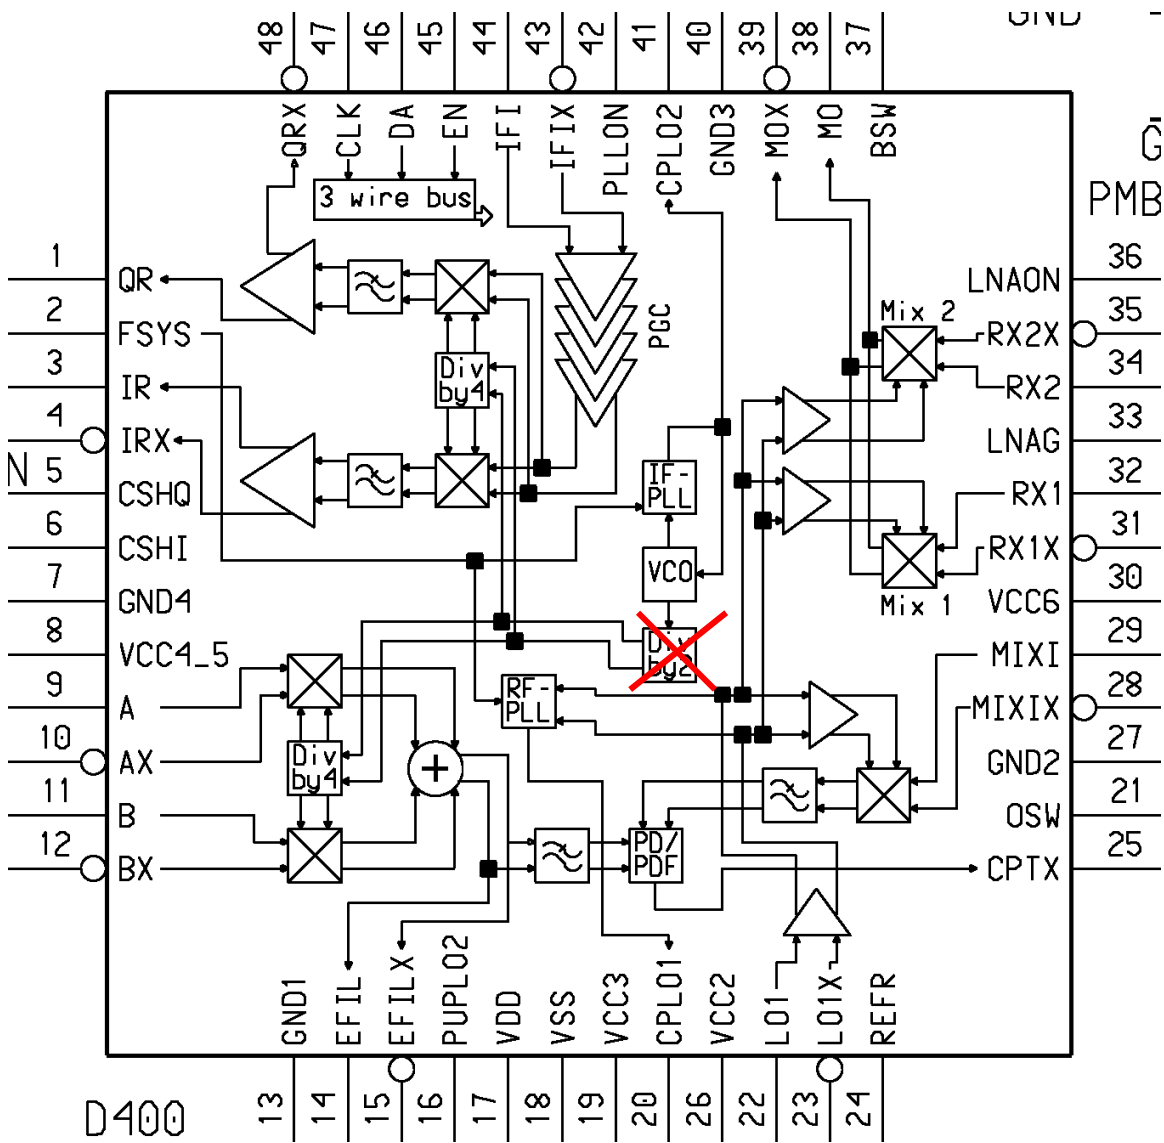 GND
48
47
46
45
44
43
42
41
40
39
38
37
QRX
CLK
DA
EN
IFI
IFIX
PLLON
CPLO2
GND3
MOX
MO
BSW
3 wire bus
PMB
1
QR
2
FSYS
3
IR
4
IRX
N
5
CSHQ
6
CSHI
7
GND4
8
VCC4_5
9
A
10
AX
11
B
12
BX
PGC
Div
by4
IF-
PLL
VCO
Div
by2
RF-
PLL
Div
by4
+
PD/
PDF
Mix 2
Mix 1
36
LNAON
35
RX2X
34
RX2
33
LNAG
32
RX1
31
RX1X
30
VCC6
29
MIXI
28
MIXIX
27
GND2
21
OSW
25
CPTX
GND1
EFIL
EFILX
PUPLO2
VDD
VSS
VCC3
CPLO1
VCC2
LO1
LO1X
REFR
13
14
15
16
17
18
19
20
26
22
23
24
D400